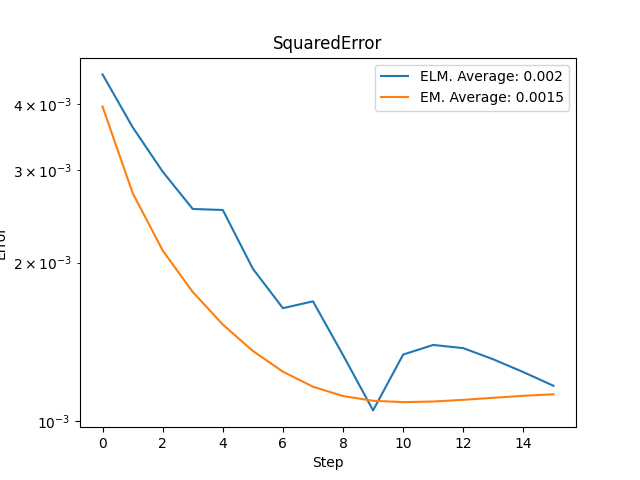 SquaredError
ELM. Average: 0.002
EM. Average: 0.0015
4 × 10⁻³
3 × 10⁻³
2 × 10⁻³
10⁻³
Error
0 2 4 6 8 10 12 14
Step